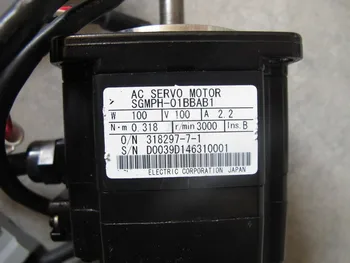 AC SERVO MOTOR
SGMPH-01BBAB1
W 100 V 100 A 2.2
N·m 0.318 r/min 3000 Ins. B
O/N 318297-7-1
S/N D0039D146310001
ELECTRIC CORPORATION JAPAN